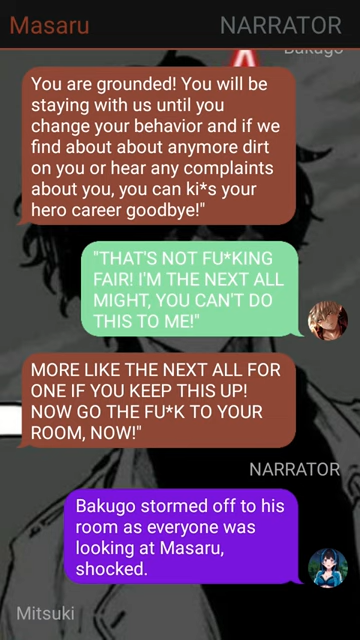 Masaru
NARRATOR
Bakugo
You are grounded! You will be
staying with us until you
change your behavior and if we
find about about anymore dirt
on you or hear any complaints
about you, you can ki*s your
hero career goodbye!"
"THAT'S NOT FU*KING
FAIR! I'M THE NEXT ALL
MIGHT, YOU CAN'T DO
THIS TO ME!"
MORE LIKE THE NEXT ALL FOR
ONE IF YOU KEEP THIS UP!
NOW GO THE FU*K TO YOUR
ROOM, NOW!"
NARRATOR
Bakugo stormed off to his
room as everyone was
looking at Masaru,
shocked.
Mitsuki